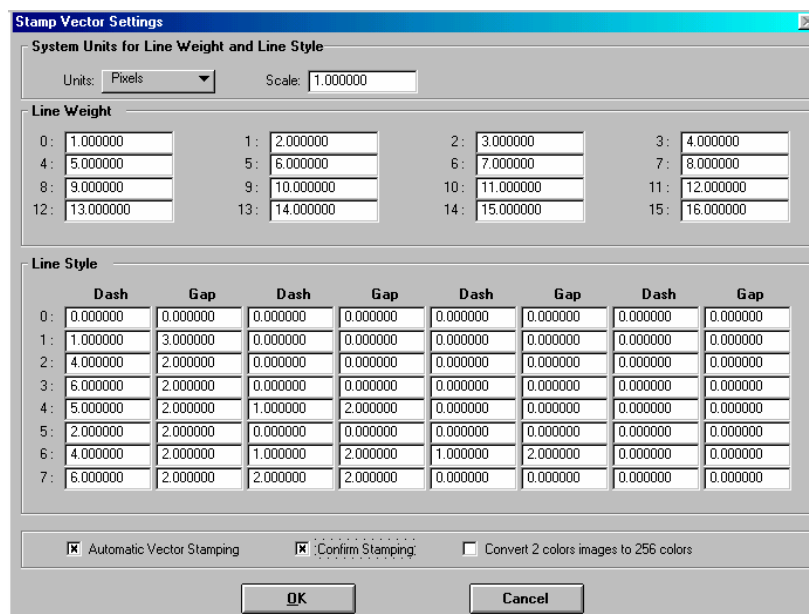 Stamp Vector Settings
System Units for Line Weight and Line Style
Units: Pixels Scale: 1.000000
Line Weight
0: 1.000000 1: 2.000000 2: 3.000000 3: 4.000000
4: 5.000000 5: 6.000000 6: 7.000000 7: 8.000000
8: 9.000000 9: 10.000000 10: 11.000000 11: 12.000000
12: 13.000000 13: 14.000000 14: 15.000000 15: 16.000000
Line Style
Dash Gap Dash Gap Dash Gap Dash Gap
0: 0.000000 0.000000 0.000000 0.000000 0.000000 0.000000 0.000000 0.000000
1: 1.000000 3.000000 0.000000 0.000000 0.000000 0.000000 0.000000 0.000000
2: 4.000000 2.000000 0.000000 0.000000 0.000000 0.000000 0.000000 0.000000
3: 6.000000 2.000000 0.000000 0.000000 0.000000 0.000000 0.000000 0.000000
4: 5.000000 2.000000 1.000000 2.000000 0.000000 0.000000 0.000000 0.000000
5: 2.000000 2.000000 0.000000 0.000000 0.000000 0.000000 0.000000 0.000000
6: 4.000000 2.000000 1.000000 2.000000 1.000000 2.000000 0.000000 0.000000
7: 6.000000 2.000000 2.000000 2.000000 0.000000 0.000000 0.000000 0.000000
Automatic Vector Stamping Confirm Stamping Convert 2 colors images to 256 colors
OK Cancel